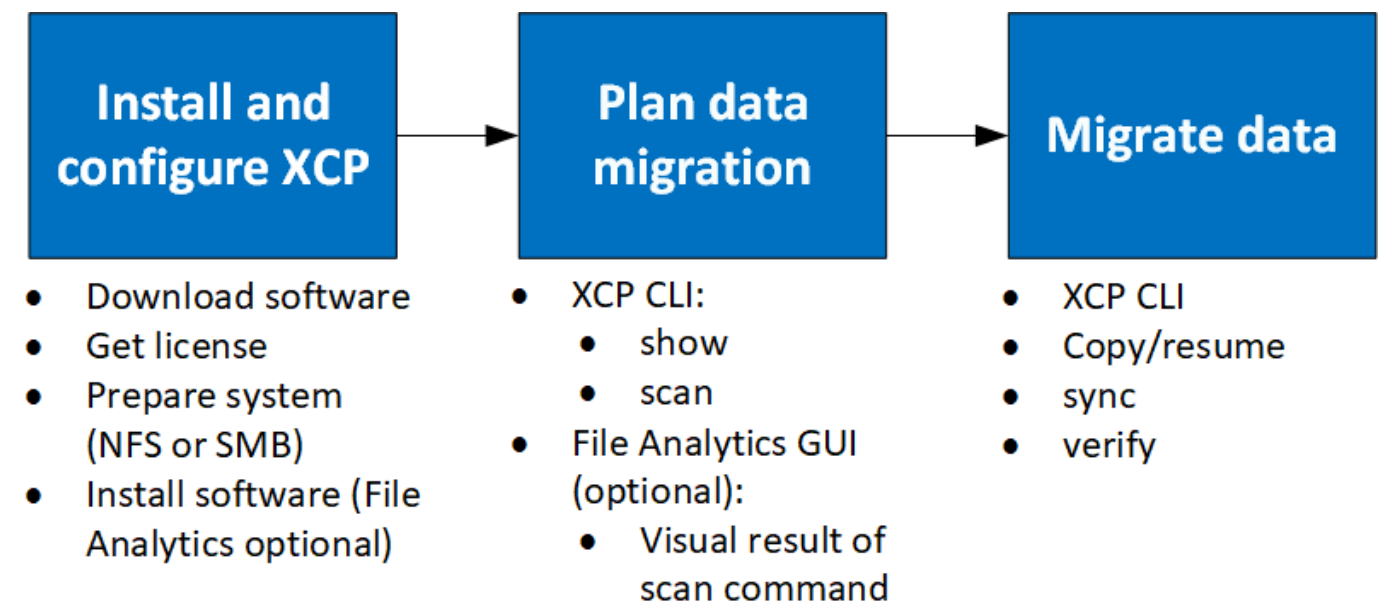 Install and
configure XCP
Plan data
migration
Migrate data
● Download software
● Get license
● Prepare system
(NFS or SMB)
● Install software (File
Analytics optional)
● XCP CLI:
● show
● scan
● File Analytics GUI
(optional):
● Visual result of
scan command
● XCP CLI
● Copy/resume
● sync
● verify